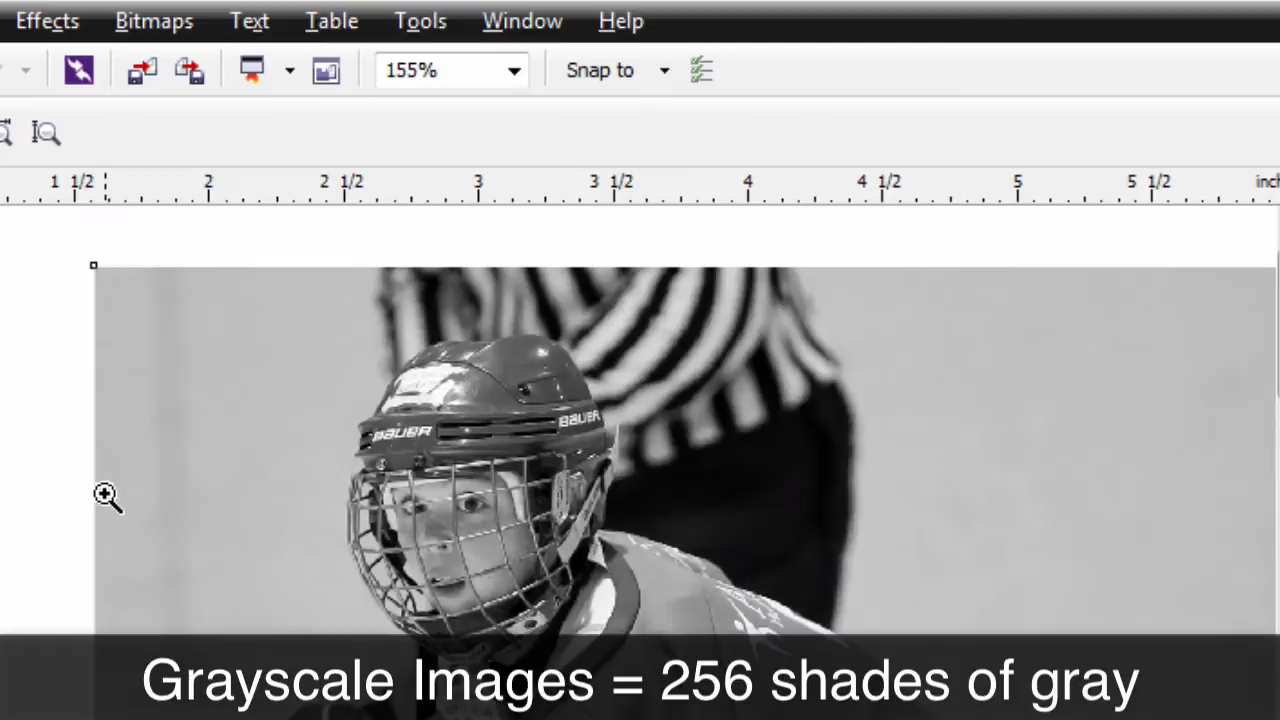 Effects Bitmaps Text Table Tools Window Help
155% Snap to
1 1/2 2 2 1/2 3 3 1/2 4 4 1/2 5 5 1/2
BAUER BAUER
Grayscale Images = 256 shades of gray